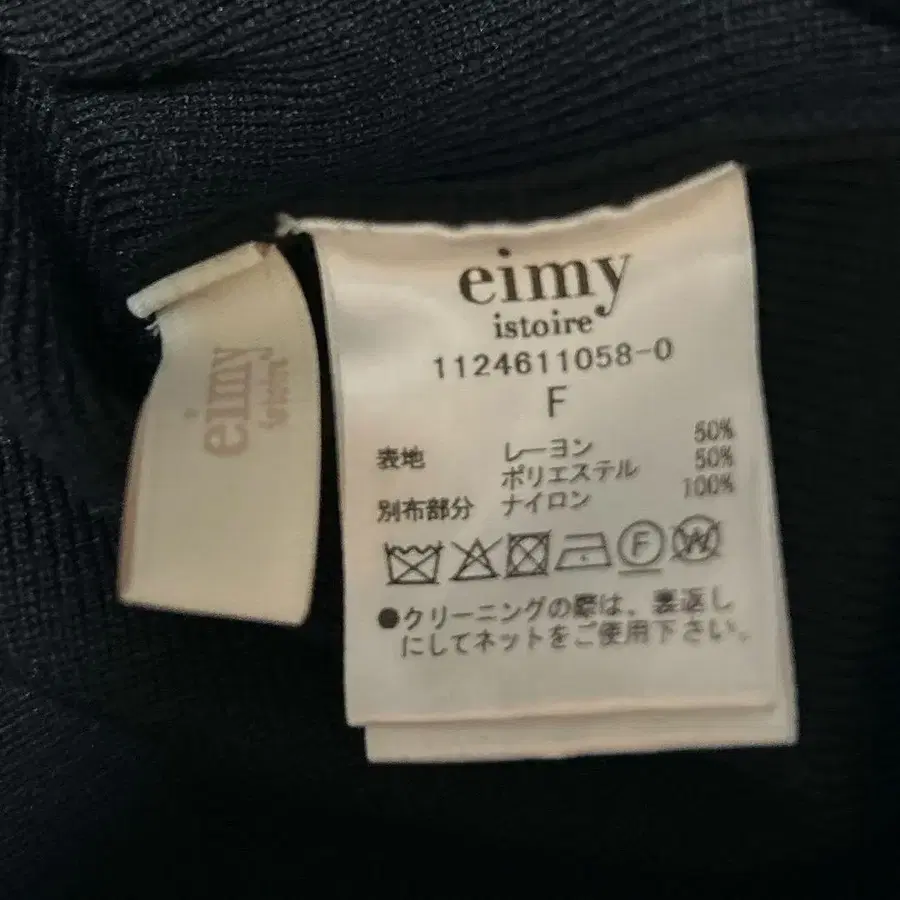 eimy
istoire
eimy
istoire
1124611058-0
F
表地 レーヨン 50%
ポリエステル 50%
別布部分 ナイロン 100%
F W
●クリーニングの際は、裏返し
にしてネットをご使用下さい。